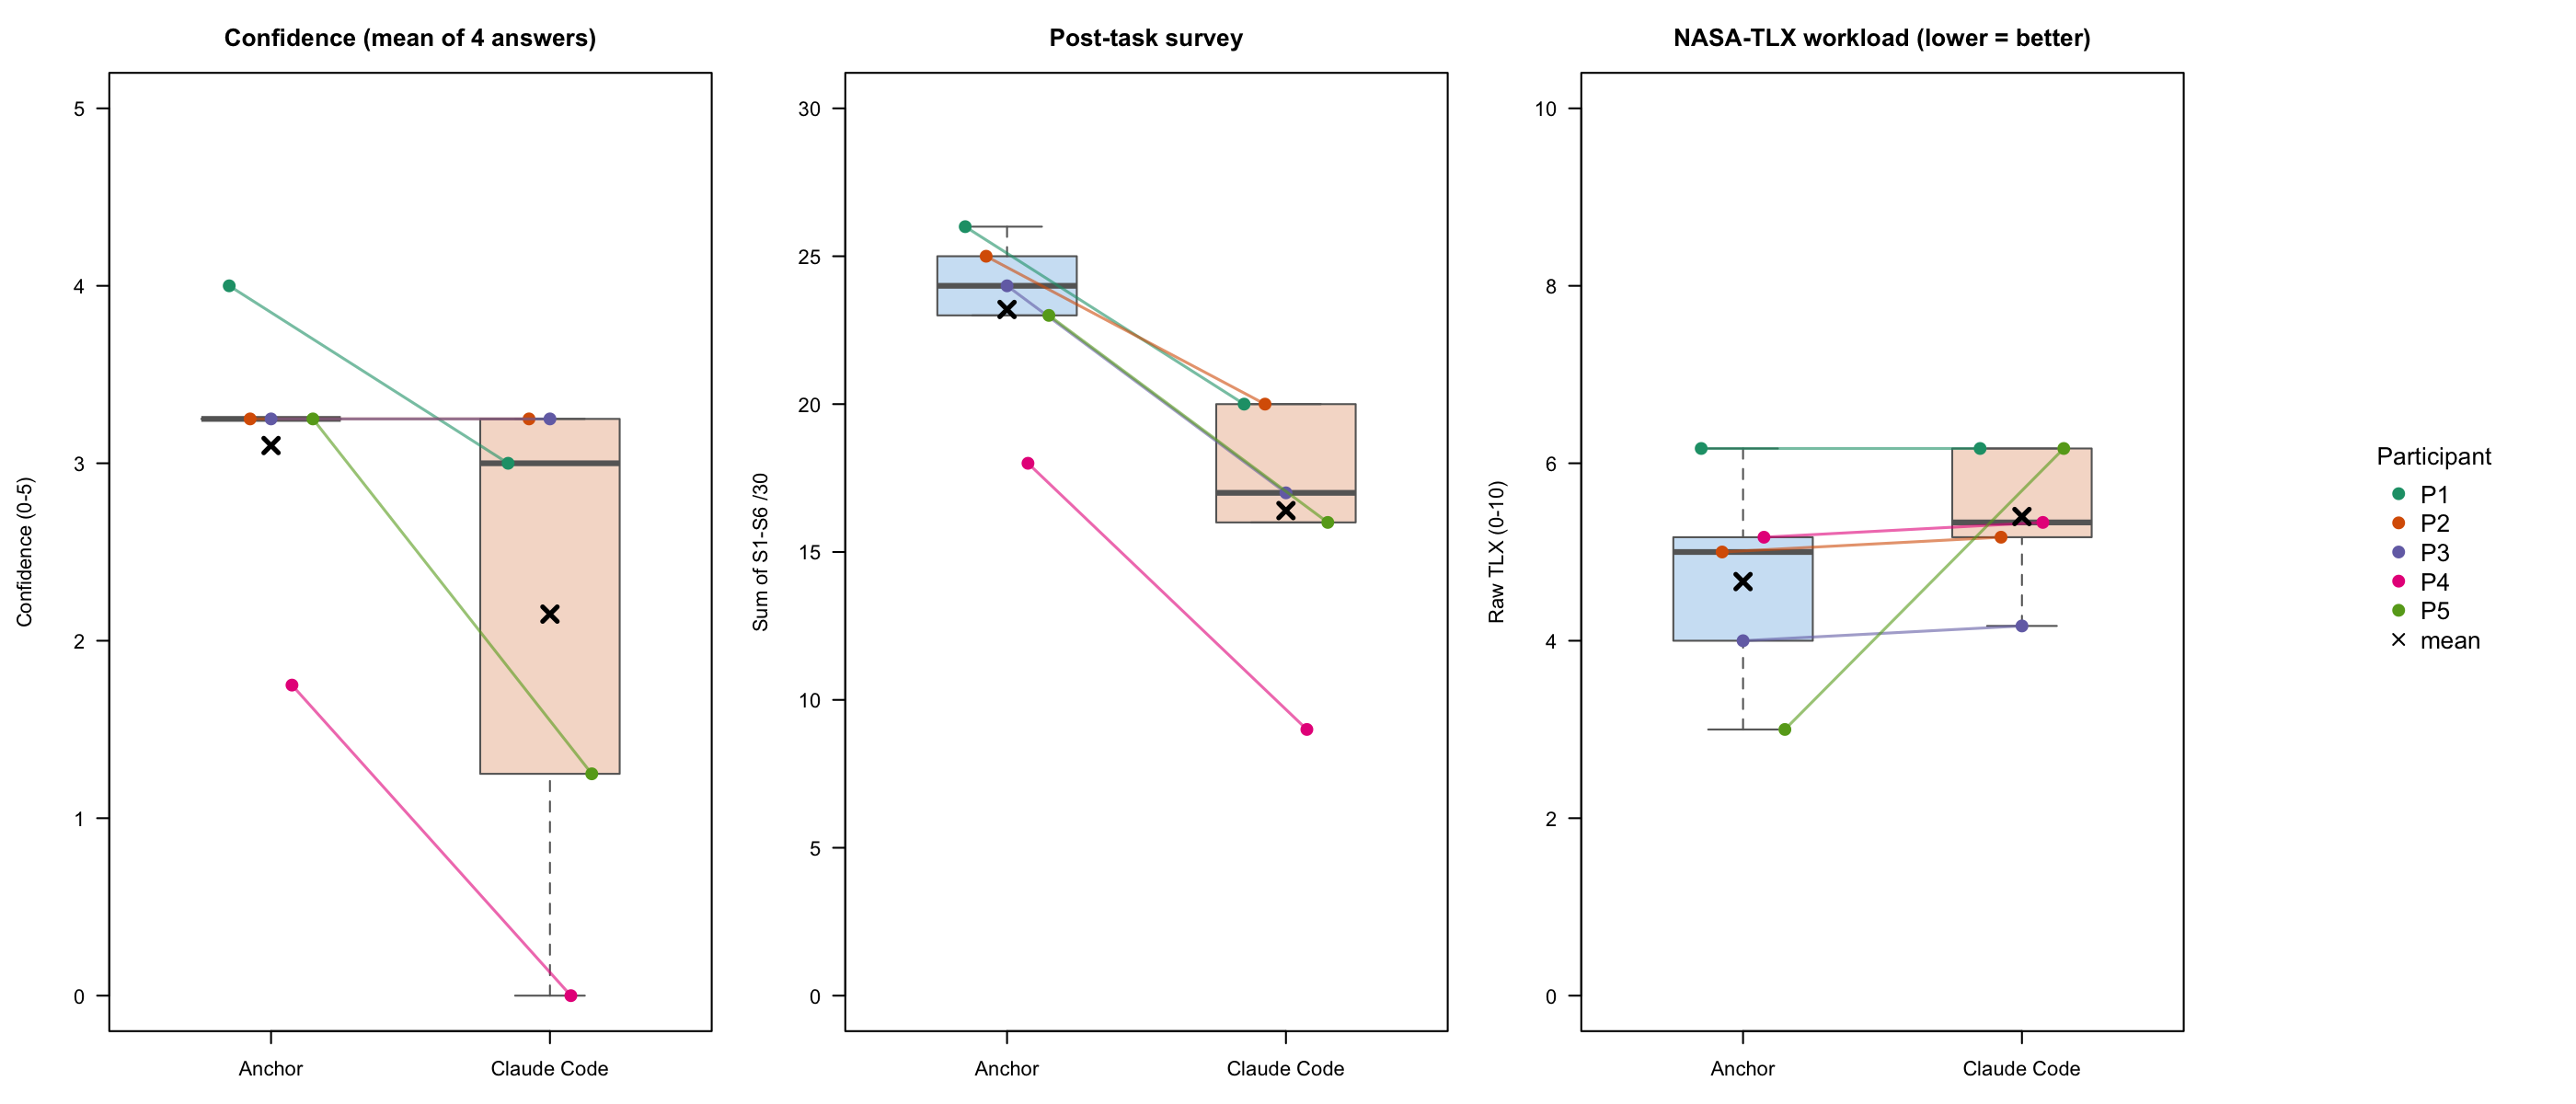 Confidence (mean of 4 answers)
Confidence (0-5)
5
4
3
2
1
0
Anchor
Claude Code
Post-task survey
Sum of S1-S6 /30
30
25
20
15
10
5
0
Anchor
Claude Code
NASA-TLX workload (lower = better)
Raw TLX (0-10)
10
8
6
4
2
0
Anchor
Claude Code
Participant
P1
P2
P3
P4
P5
mean